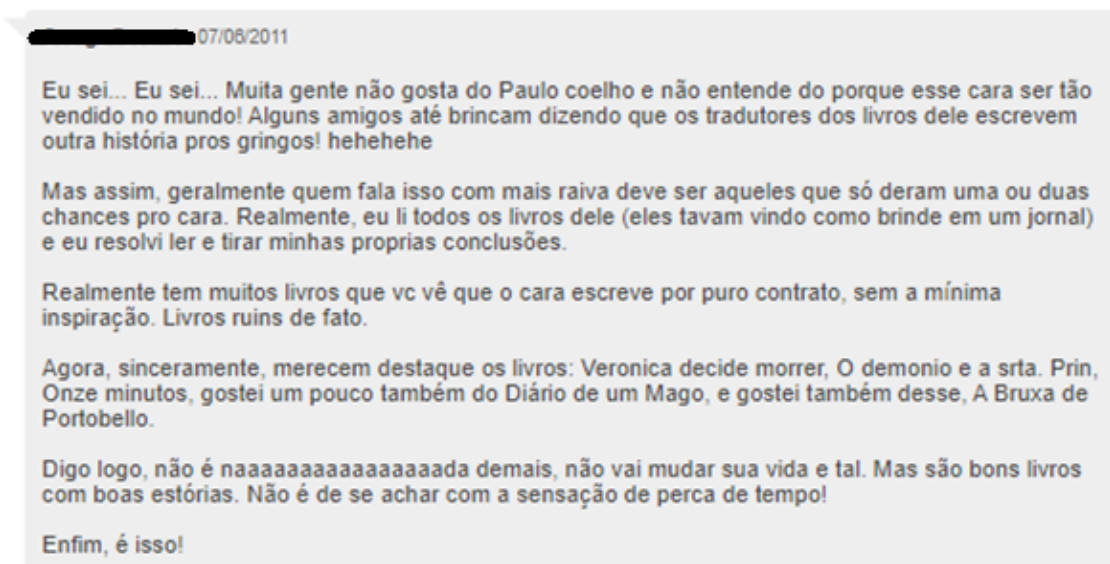 07/06/2011
Eu sei... Eu sei... Muita gente não gosta do Paulo coelho e não entende do porque esse cara ser tão
vendido no mundo! Alguns amigos até brincam dizendo que os tradutores dos livros dele escrevem
outra história pros gringos! hehehehe
Mas assim, geralmente quem fala isso com mais raiva deve ser aqueles que só deram uma ou duas
chances pro cara. Realmente, eu li todos os livros dele (eles tavam vindo como brinde em um jornal)
e eu resolvi ler e tirar minhas proprias conclusões.
Realmente tem muitos livros que vc vê que o cara escreve por puro contrato, sem a mínima
inspiração. Livros ruins de fato.
Agora, sinceramente, merecem destaque os livros: Veronica decide morrer, O demonio e a srta. Prin,
Onze minutos, gostei um pouco também do Diário de um Mago, e gostei também desse, A Bruxa de
Portobello.
Digo logo, não é naaaaaaaaaaaaaaaaada demais, não vai mudar sua vida e tal. Mas são bons livros
com boas estórias. Não é de se achar com a sensação de perca de tempo!
Enfim, é isso!